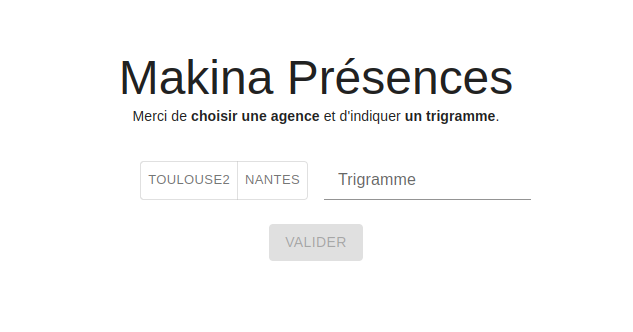 Makina Présences
Merci de choisir une agence et d'indiquer un trigramme.
TOULOUSE2 NANTES Trigramme
VALIDER